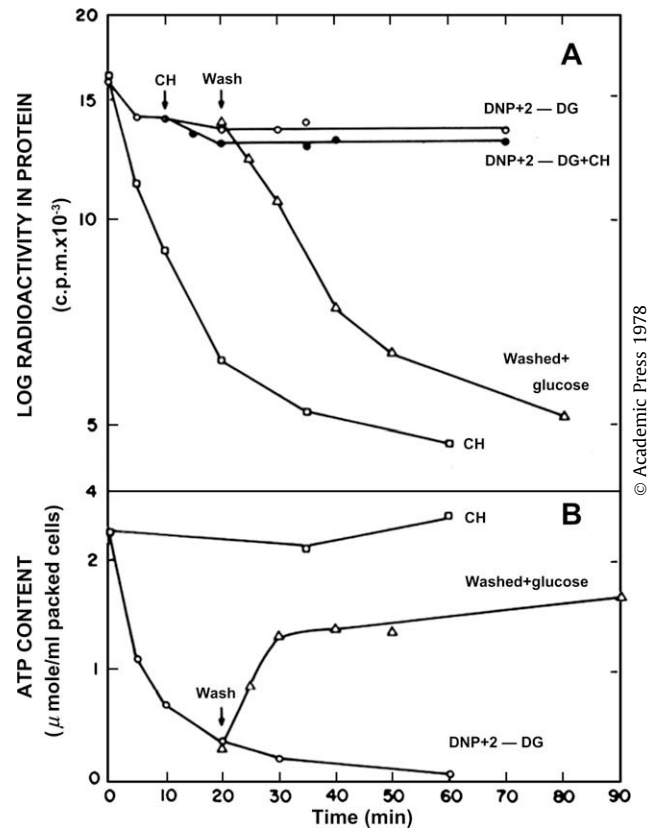 20
A
CH
Wash
DNP+2 — DG
15
DNP+2 — DG+CH
10
LOG RADIOACTIVITY IN PROTEIN
(c.p.m.x10⁻³)
Washed+
glucose
5
CH
© Academic Press 1978
4
B
CH
2
Washed+glucose
ATP CONTENT
(μ mole/ml packed cells)
1
Wash
DNP+2 — DG
0
0 10 20 30 40 50 60 70 80 90
Time (min)